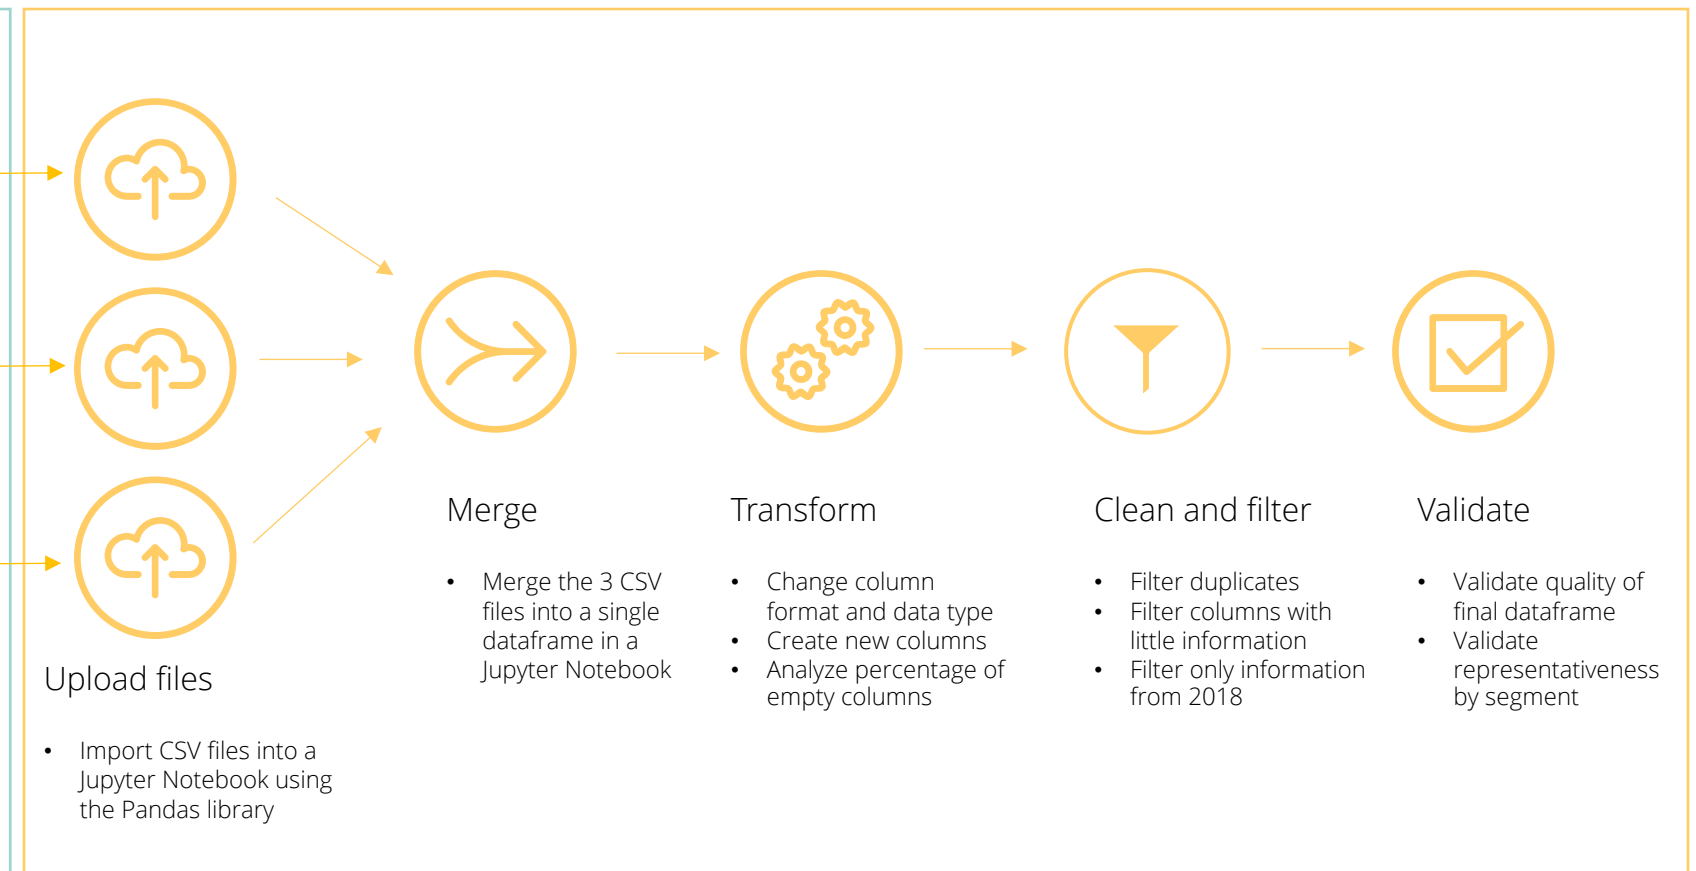 Upload files
• Import CSV files into a
Jupyter Notebook using
the Pandas library
Merge
• Merge the 3 CSV
files into a single
dataframe in a
Jupyter Notebook
Transform
• Change column
format and data type
• Create new columns
• Analyze percentage of
empty columns
Clean and filter
• Filter duplicates
• Filter columns with
little information
• Filter only information
from 2018
Validate
• Validate quality of
final dataframe
• Validate
representativeness
by segment